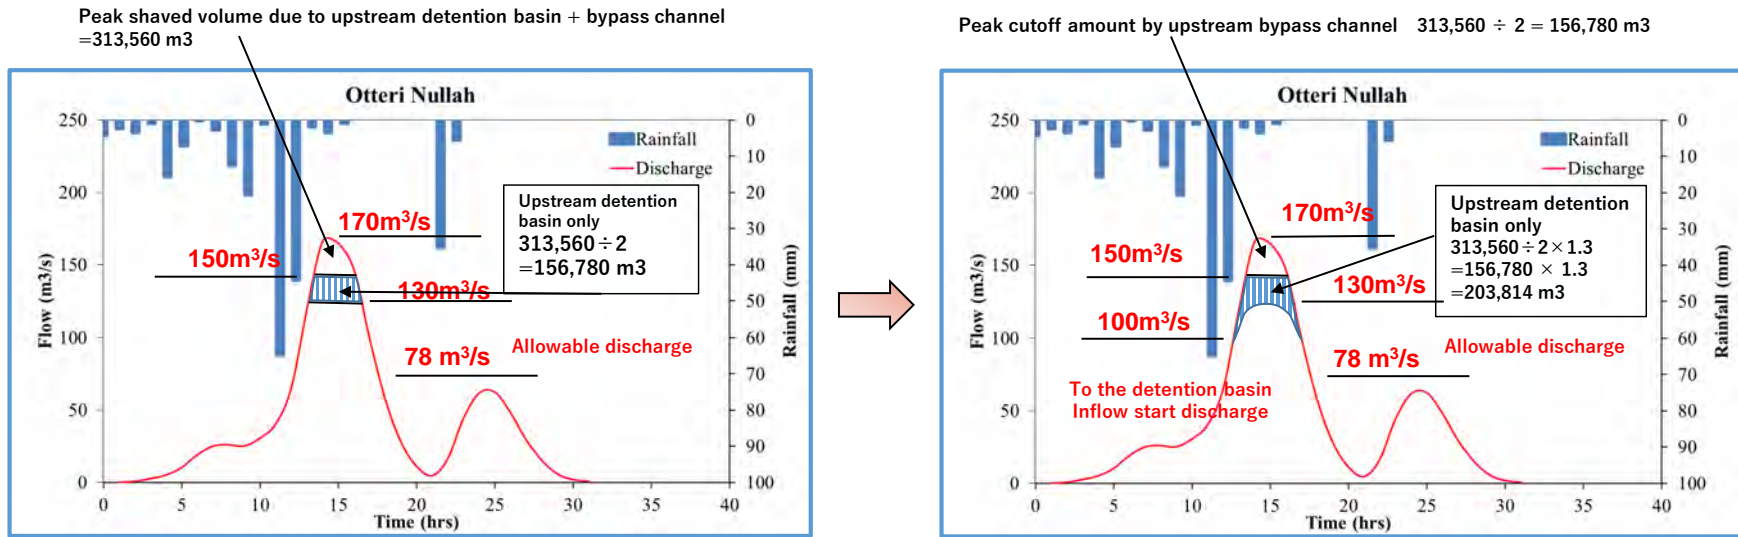 Peak shaved volume due to upstream detention basin + bypass channel
=313,560 m3
Otteri Nullah
250
200
150
100
50
0
Flow (m3/s)
0
10
20
30
40
50
60
70
80
90
100
Rainfall (mm)
Rainfall
Discharge
Upstream detention
basin only
313,560÷2
=156,780 m3
170m³/s
150m³/s
130m³/s
78 m³/s
Allowable discharge
0
5
10
15
20
25
30
35
40
Time (hrs)
Peak cutoff amount by upstream bypass channel 313,560 ÷ 2 = 156,780 m3
Otteri Nullah
250
200
150
100
50
0
Flow (m3/s)
0
10
20
30
40
50
60
70
80
90
100
Rainfall (mm)
Rainfall
Discharge
Upstream detention
basin only
313,560÷2×1.3
=156,780 × 1.3
=203,814 m3
170m³/s
150m³/s
130m³/s
100m³/s
78 m³/s
Allowable discharge
To the detention basin
Inflow start discharge
0
5
10
15
20
25
30
35
40
Time (hrs)